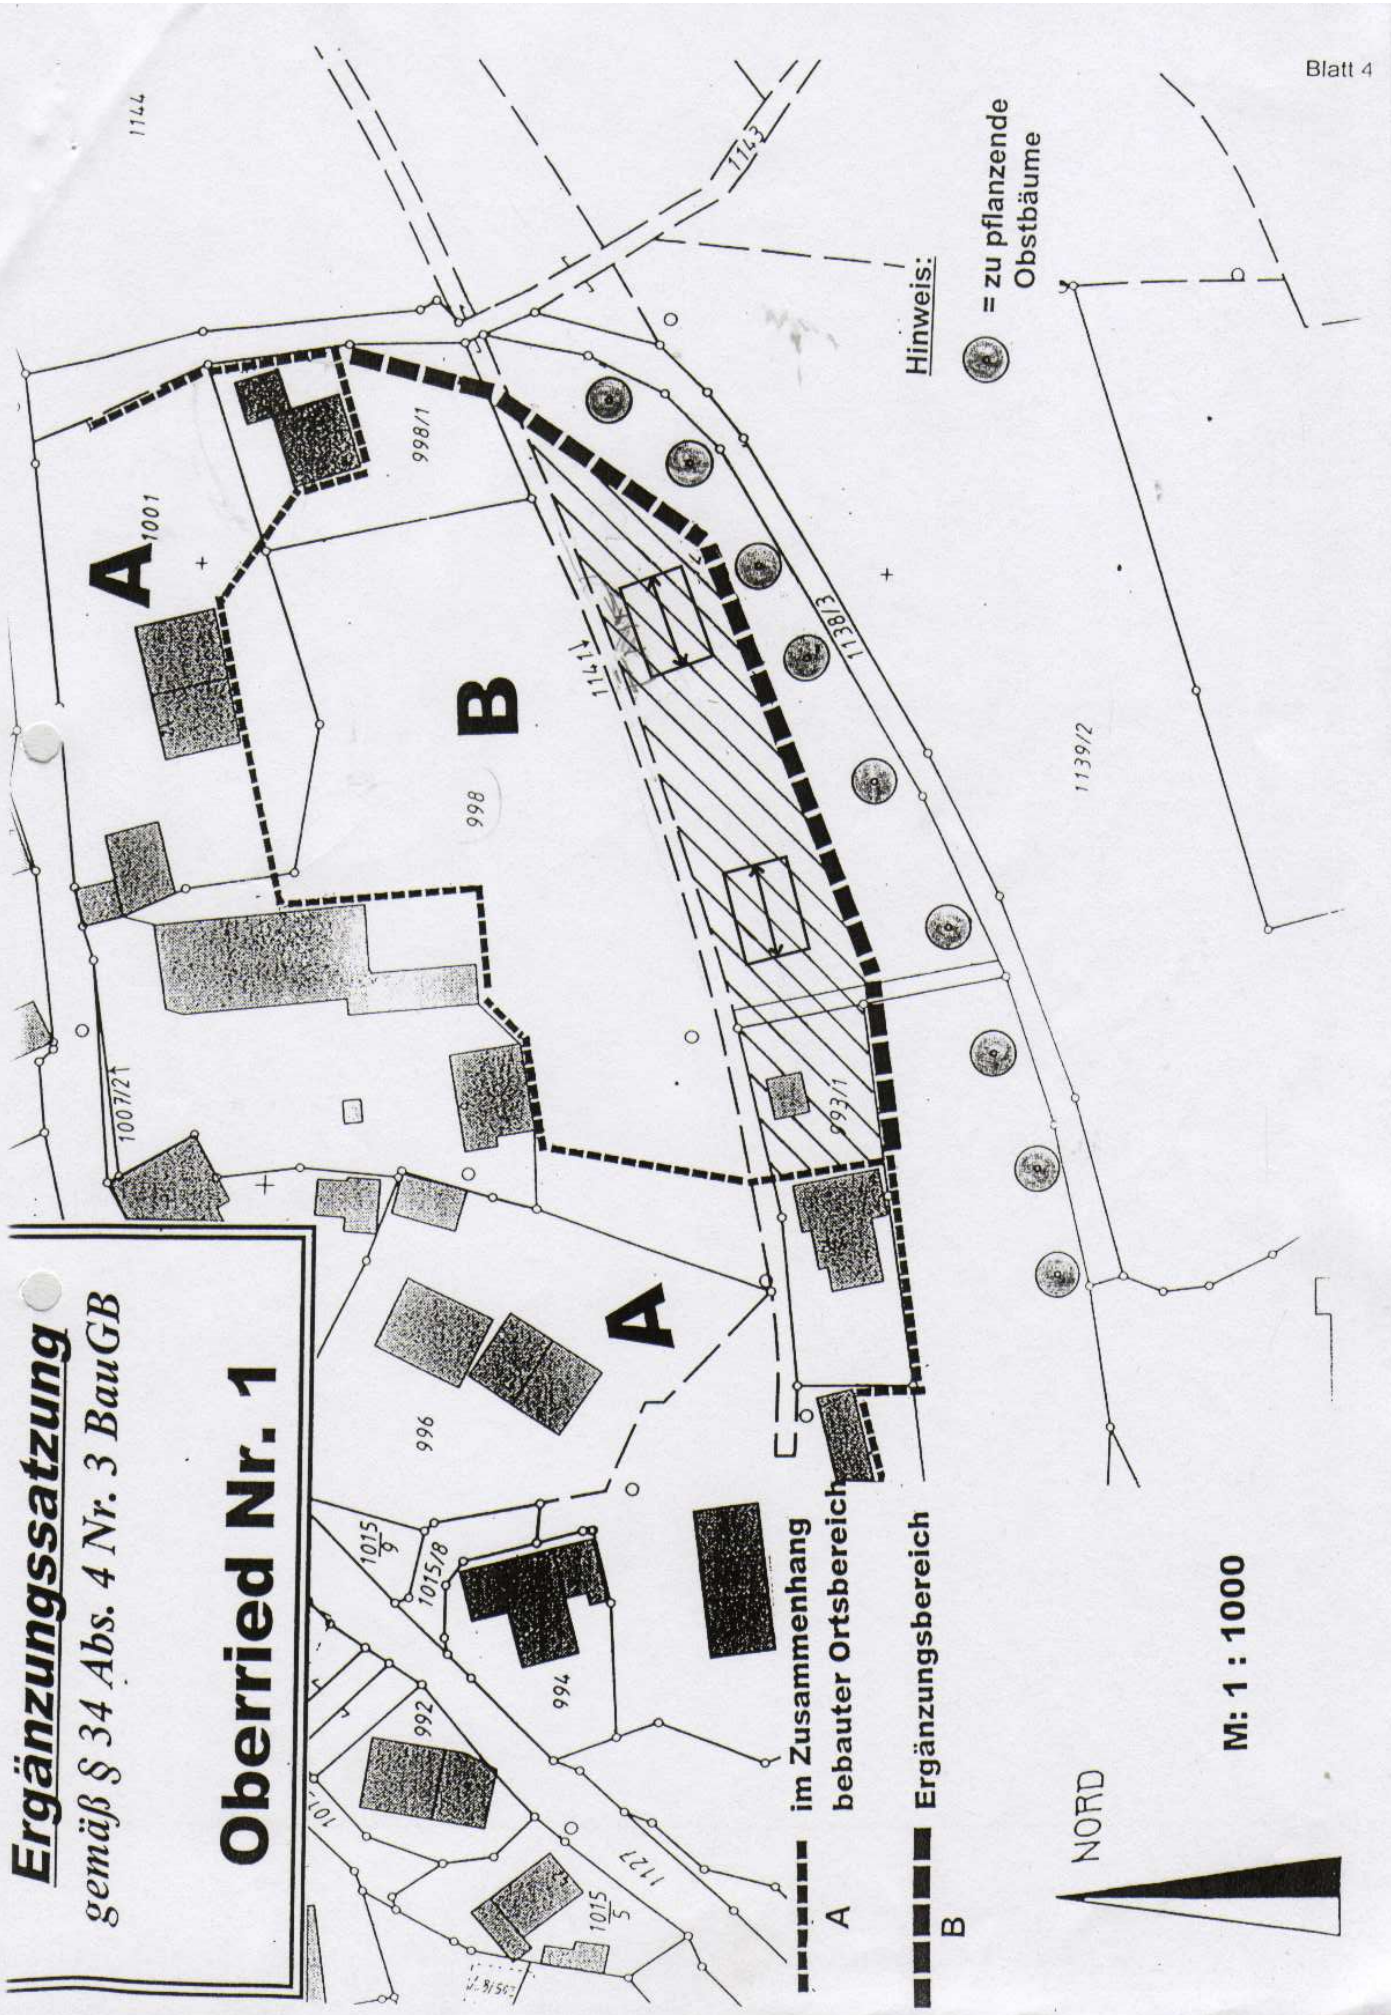 Blatt 4
Ergänzungssatzung
gemäß § 34 Abs. 4 Nr. 3 BauGB
Oberried Nr. 1
1144
1143
A
1001
998/1
B
998
1141
1138/3
1139/2
1007/2
993/1
A
996
1015
9
1015/8
994
992
1127
1015
5
Hinweis:
= zu pflanzende
Obstbäume
im Zusammenhang
A
bebauter Ortsbereich
Ergänzungsbereich
B
NORD
M: 1 : 1000